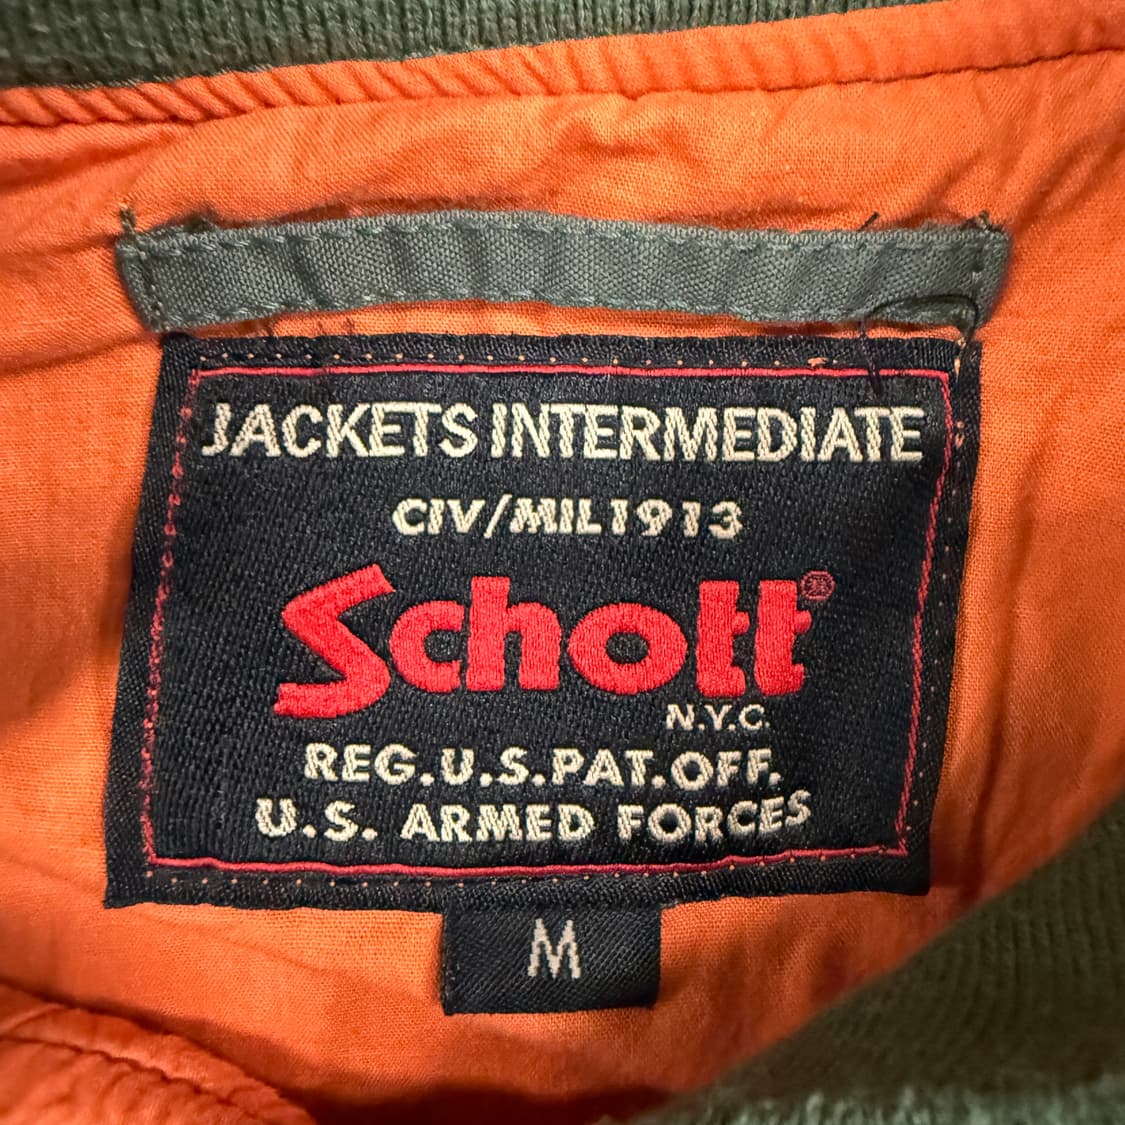 JACKETS INTERMEDIATE
CIV/MIL1913
Schott®
N.Y.C.
REG.U.S.PAT.OFF.
U.S. ARMED FORCES
M